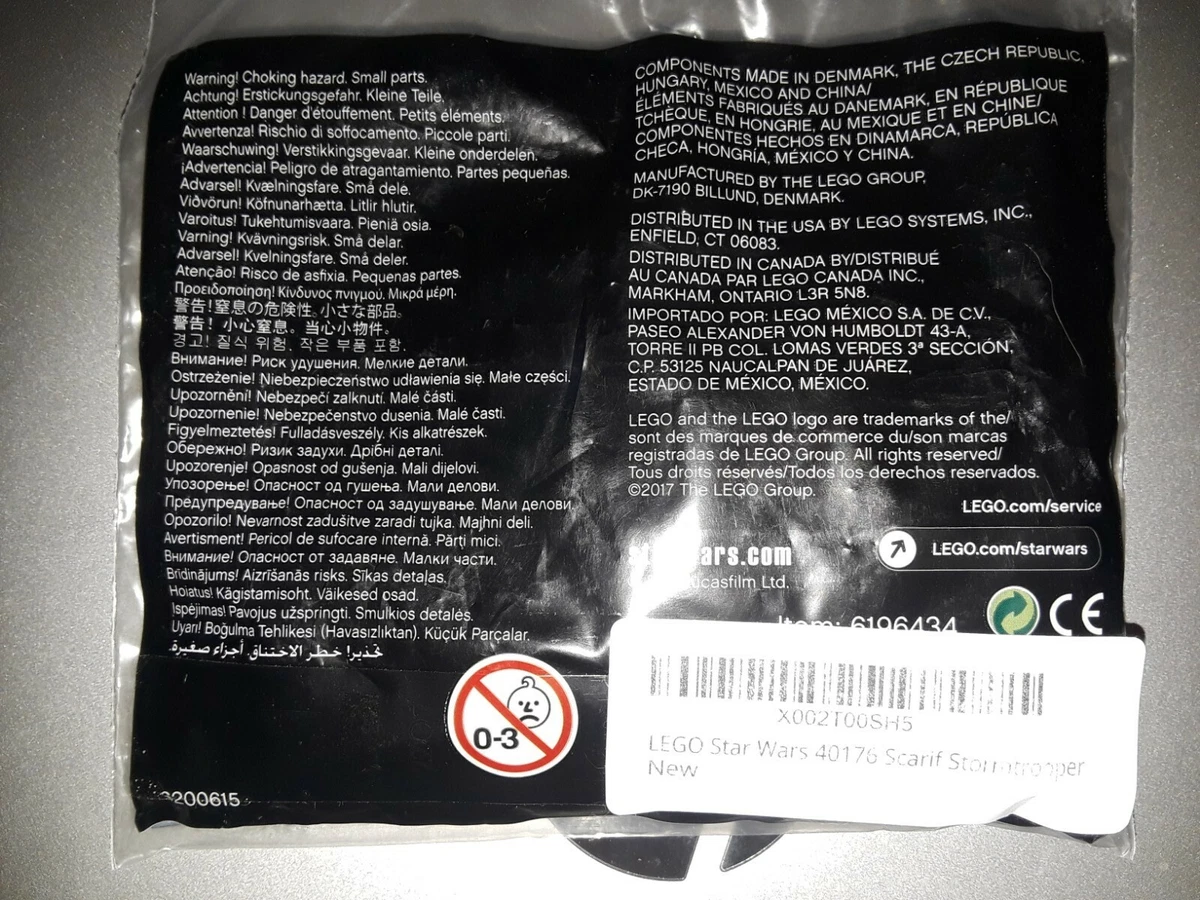 Warning! Choking hazard. Small parts.
Achtung! Erstickungsgefahr. Kleine Teile.
Attention ! Danger d'étouffement. Petits éléments.
Avvertenza! Rischio di soffocamento. Piccole parti.
Waarschuwing! Verstikkingsgevaar. Kleine onderdelen.
¡Advertencia! Peligro de atragantamiento. Partes pequeñas.
Advarsel! Kvælningsfare. Små dele.
Viðvörun! Köfnunarhætta. Litlir hlutir.
Varoitus! Tukehtumisvaara. Pieniä osia.
Varning! Kvävningsrisk. Små delar.
Advarsel! Kvelningsfare. Små deler.
Atenção! Risco de asfixia. Pequenas partes.
Προειδοποίηση! Κίνδυνος πνιγμού. Μικρά μέρη.
警告!窒息の危険性。小さな部品。
警告！小心窒息。当心小物件。
경고! 질식 위험. 작은 부품 포함.
Внимание! Риск удушения. Мелкие детали.
Ostrzeżenie! Niebezpieczeństwo udławienia się. Małe części.
Upozornění! Nebezpečí zalknutí. Malé části.
Upozornenie! Nebezpečenstvo dusenia. Malé časti.
Figyelmeztetés! Fulladásveszély. Kis alkatrészek.
Обережно! Ризик задухи. Дрібні деталі.
Upozorenje! Opasnost od gušenja. Mali dijelovi.
Упозорење! Опасност од гушења. Мали делови.
Предупредување! Опасност од задушување. Мали делови.
Opozorilo! Nevarnost zadušitve zaradi tujka. Majhni deli.
Avertisment! Pericol de sufocare internă. Părți mici.
Внимание! Опасност от задавяне. Малки части.
Brīdinājums! Aizrīšanās risks. Sīkas detaļas.
Hoiatus! Kägistamisoht. Väikesed osad.
Įspėjimas! Pavojus užspringti. Smulkios detalės.
Uyarı! Boğulma Tehlikesi (Havasızlıktan). Küçük Parçalar.
تحذير! خطر الاختناق. أجزاء صغيرة.
0-3
200615
COMPONENTS MADE IN DENMARK, THE CZECH REPUBLIC,
HUNGARY, MEXICO AND CHINA/
ÉLÉMENTS FABRIQUÉS AU DANEMARK, EN RÉPUBLIQUE
TCHÈQUE, EN HONGRIE, AU MEXIQUE ET EN CHINE/
COMPONENTES HECHOS EN DINAMARCA, REPÚBLICA
CHECA, HONGRÍA, MÉXICO Y CHINA.
MANUFACTURED BY THE LEGO GROUP,
DK-7190 BILLUND, DENMARK.
DISTRIBUTED IN THE USA BY LEGO SYSTEMS, INC.,
ENFIELD, CT 06083.
DISTRIBUTED IN CANADA BY/DISTRIBUÉ
AU CANADA PAR LEGO CANADA INC.,
MARKHAM, ONTARIO L3R 5N8.
IMPORTADO POR: LEGO MÉXICO S.A. DE C.V.,
PASEO ALEXANDER VON HUMBOLDT 43-A,
TORRE II PB COL. LOMAS VERDES 3ª SECCIÓN,
C.P. 53125 NAUCALPAN DE JUÁREZ,
ESTADO DE MÉXICO, MÉXICO.
LEGO and the LEGO logo are trademarks of the/
sont des marques de commerce du/son marcas
registradas de LEGO Group. All rights reserved/
Tous droits réservés/Todos los derechos reservados.
©2017 The LEGO Group.
LEGO.com/service
LEGO.com/starwars
Ltd.
Item: 6196434
CE
X002T00SH5
LEGO Star Wars 40176 Scarif Stormtrooper
New